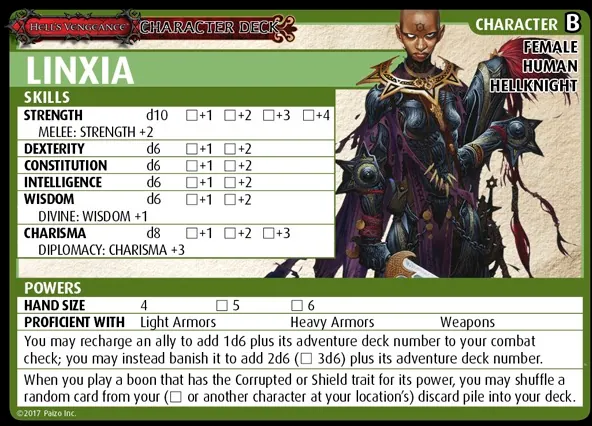 HELL'S VENGEANCE CHARACTER DECK
CHARACTER B
LINXIA
FEMALE
HUMAN
HELLKNIGHT
SKILLS
STRENGTH d10 □+1 □+2 □+3 □+4
MELEE: STRENGTH +2
DEXTERITY d6 □+1 □+2
CONSTITUTION d6 □+1 □+2
INTELLIGENCE d6 □+1 □+2
WISDOM d6 □+1 □+2
DIVINE: WISDOM +1
CHARISMA d8 □+1 □+2 □+3
DIPLOMACY: CHARISMA +3
POWERS
HAND SIZE 4 □ 5 □ 6
PROFICIENT WITH Light Armors Heavy Armors Weapons
You may recharge an ally to add 1d6 plus its adventure deck number to your combat
check; you may instead banish it to add 2d6 (□ 3d6) plus its adventure deck number.
When you play a boon that has the Corrupted or Shield trait for its power, you may shuffle a
random card from your (□ or another character at your location's) discard pile into your deck.
©2017 Paizo Inc.